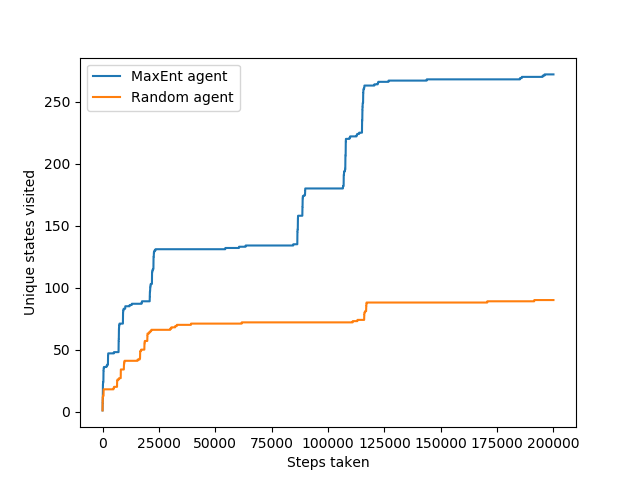 MaxEnt agent
Random agent
Unique states visited
250
200
150
100
50
0
0 25000 50000 75000 100000 125000 150000 175000 200000
Steps taken